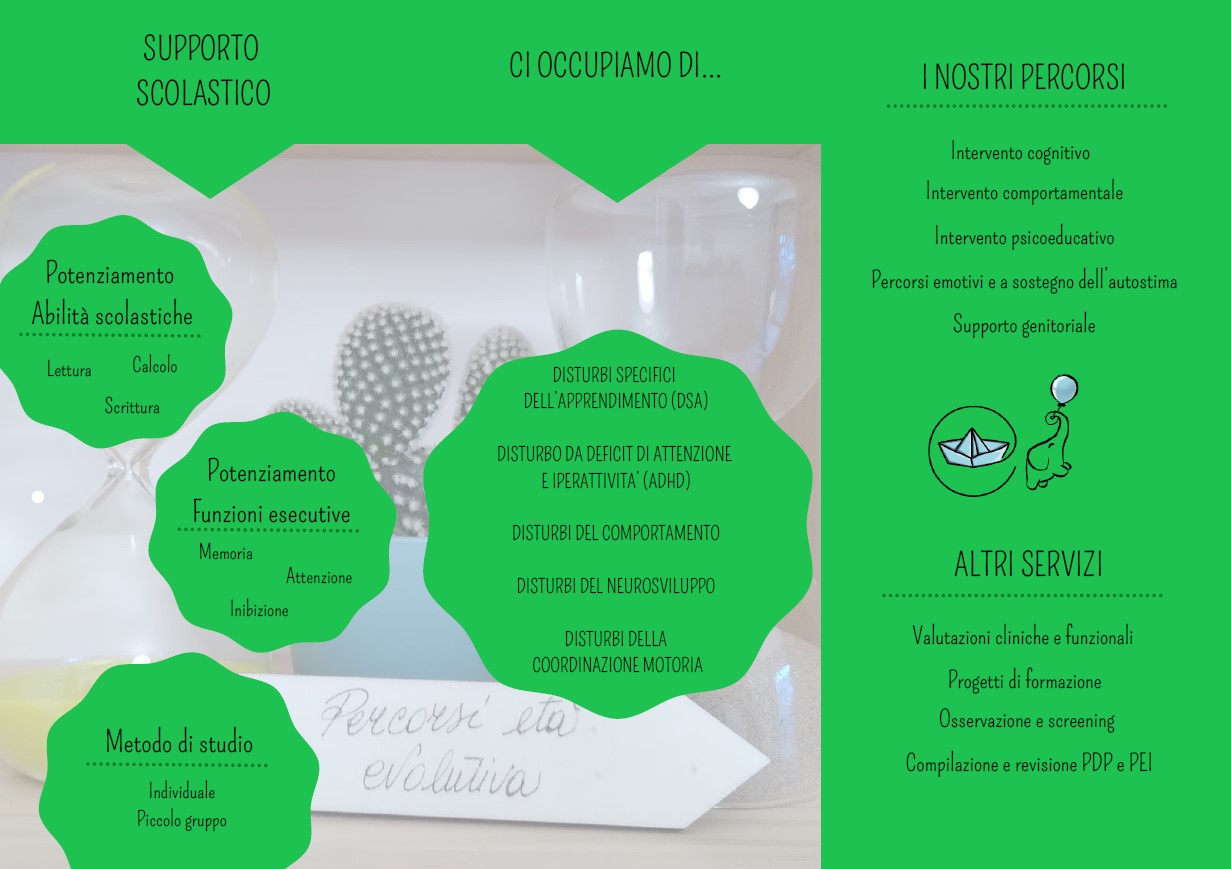 SUPPORTO
SCOLASTICO
Potenziamento
Abilità scolastiche
Lettura
Calcolo
Scrittura
Potenziamento
Funzioni esecutive
Memoria
Attenzione
Inibizione
Metodo di studio
Individuale
Piccolo gruppo
CI OCCUPIAMO DI...
DISTURBI SPECIFICI
DELL'APPRENDIMENTO (DSA)
DISTURBO DA DEFICIT DI ATTENZIONE
E IPERATTIVITA' (ADHD)
DISTURBI DEL COMPORTAMENTO
DISTURBI DEL NEUROSVILUPPO
DISTURBI DELLA
COORDINAZIONE MOTORIA
Percorsi età
evolutiva
I NOSTRI PERCORSI
Intervento cognitivo
Intervento comportamentale
Intervento psicoeducativo
Percorsi emotivi e a sostegno dell'autostima
Supporto genitoriale
ALTRI SERVIZI
Valutazioni cliniche e funzionali
Progetti di formazione
Osservazione e screening
Compilazione e revisione PDP e PEI